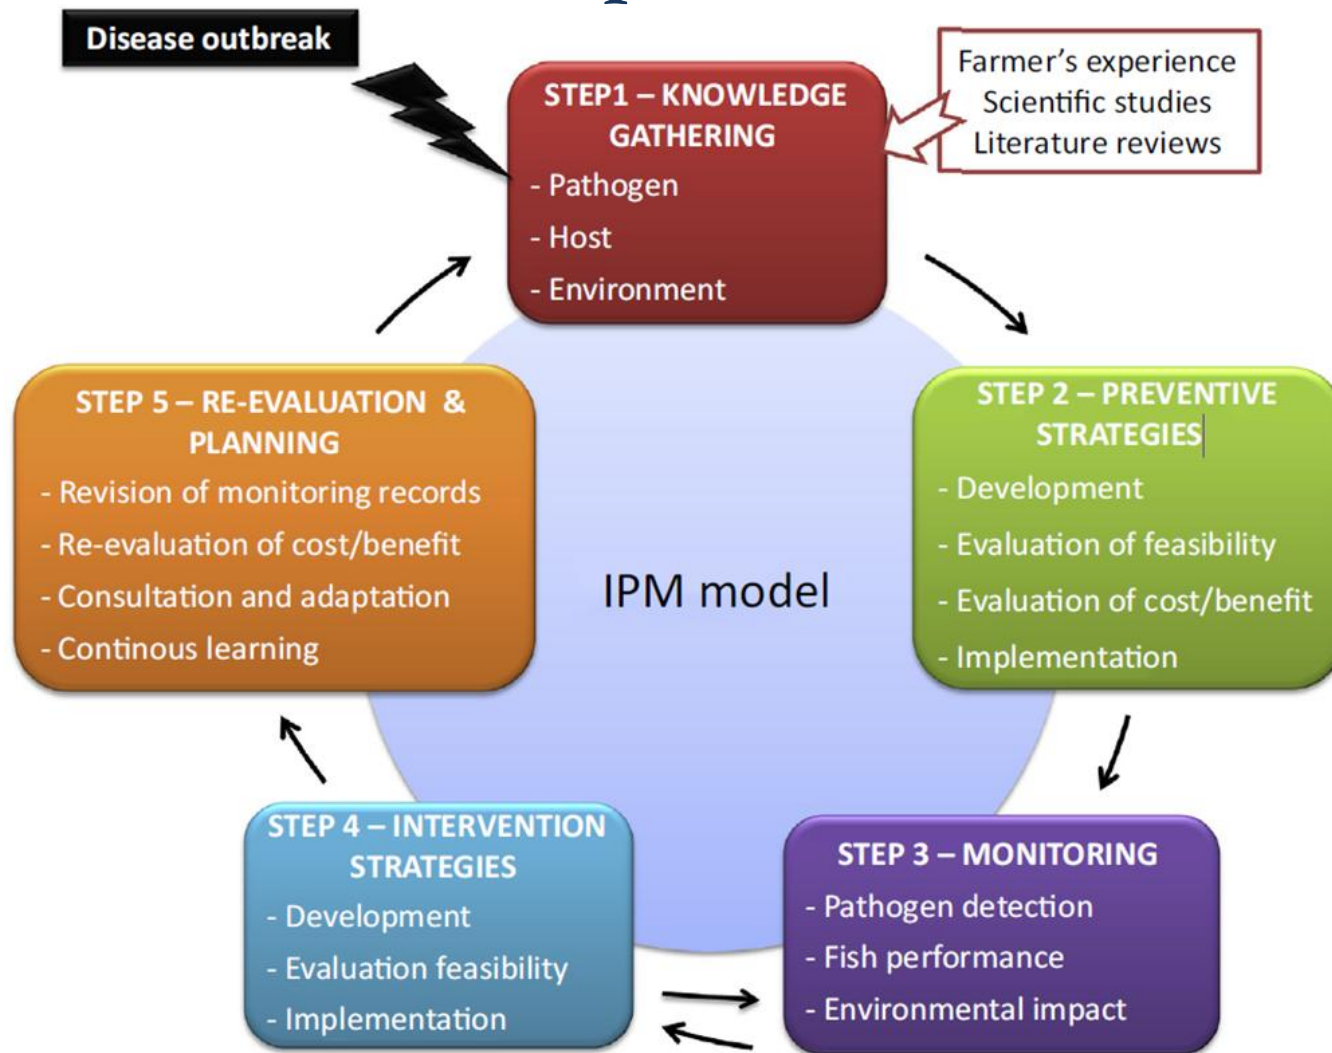 Disease outbreak
Farmer's experience
Scientific studies
Literature reviews
STEP1 – KNOWLEDGE
GATHERING
- Pathogen
- Host
- Environment
STEP 2 – PREVENTIVE
STRATEGIES
- Development
- Evaluation of feasibility
- Evaluation of cost/benefit
- Implementation
STEP 3 – MONITORING
- Pathogen detection
- Fish performance
- Environmental impact
STEP 4 – INTERVENTION
STRATEGIES
- Development
- Evaluation feasibility
- Implementation
STEP 5 – RE-EVALUATION &
PLANNING
- Revision of monitoring records
- Re-evaluation of cost/benefit
- Consultation and adaptation
- Continous learning
IPM model